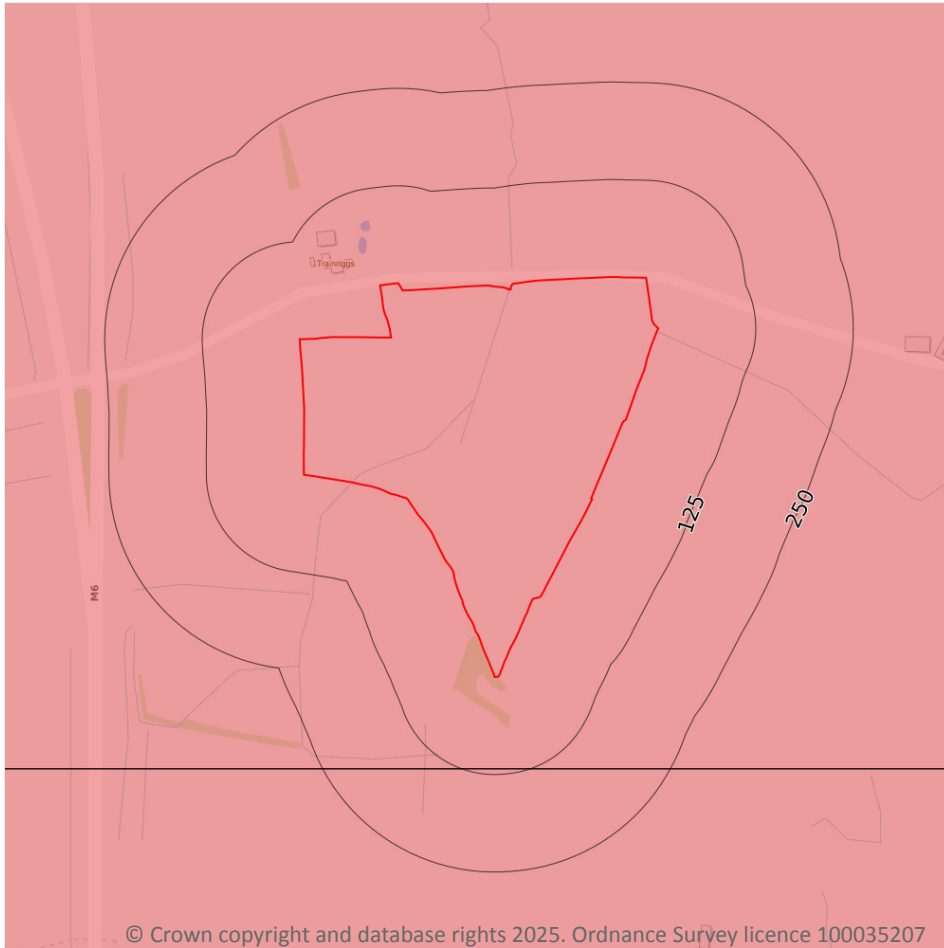 Trainriggs
125
250
M6
© Crown copyright and database rights 2025. Ordnance Survey licence 100035207